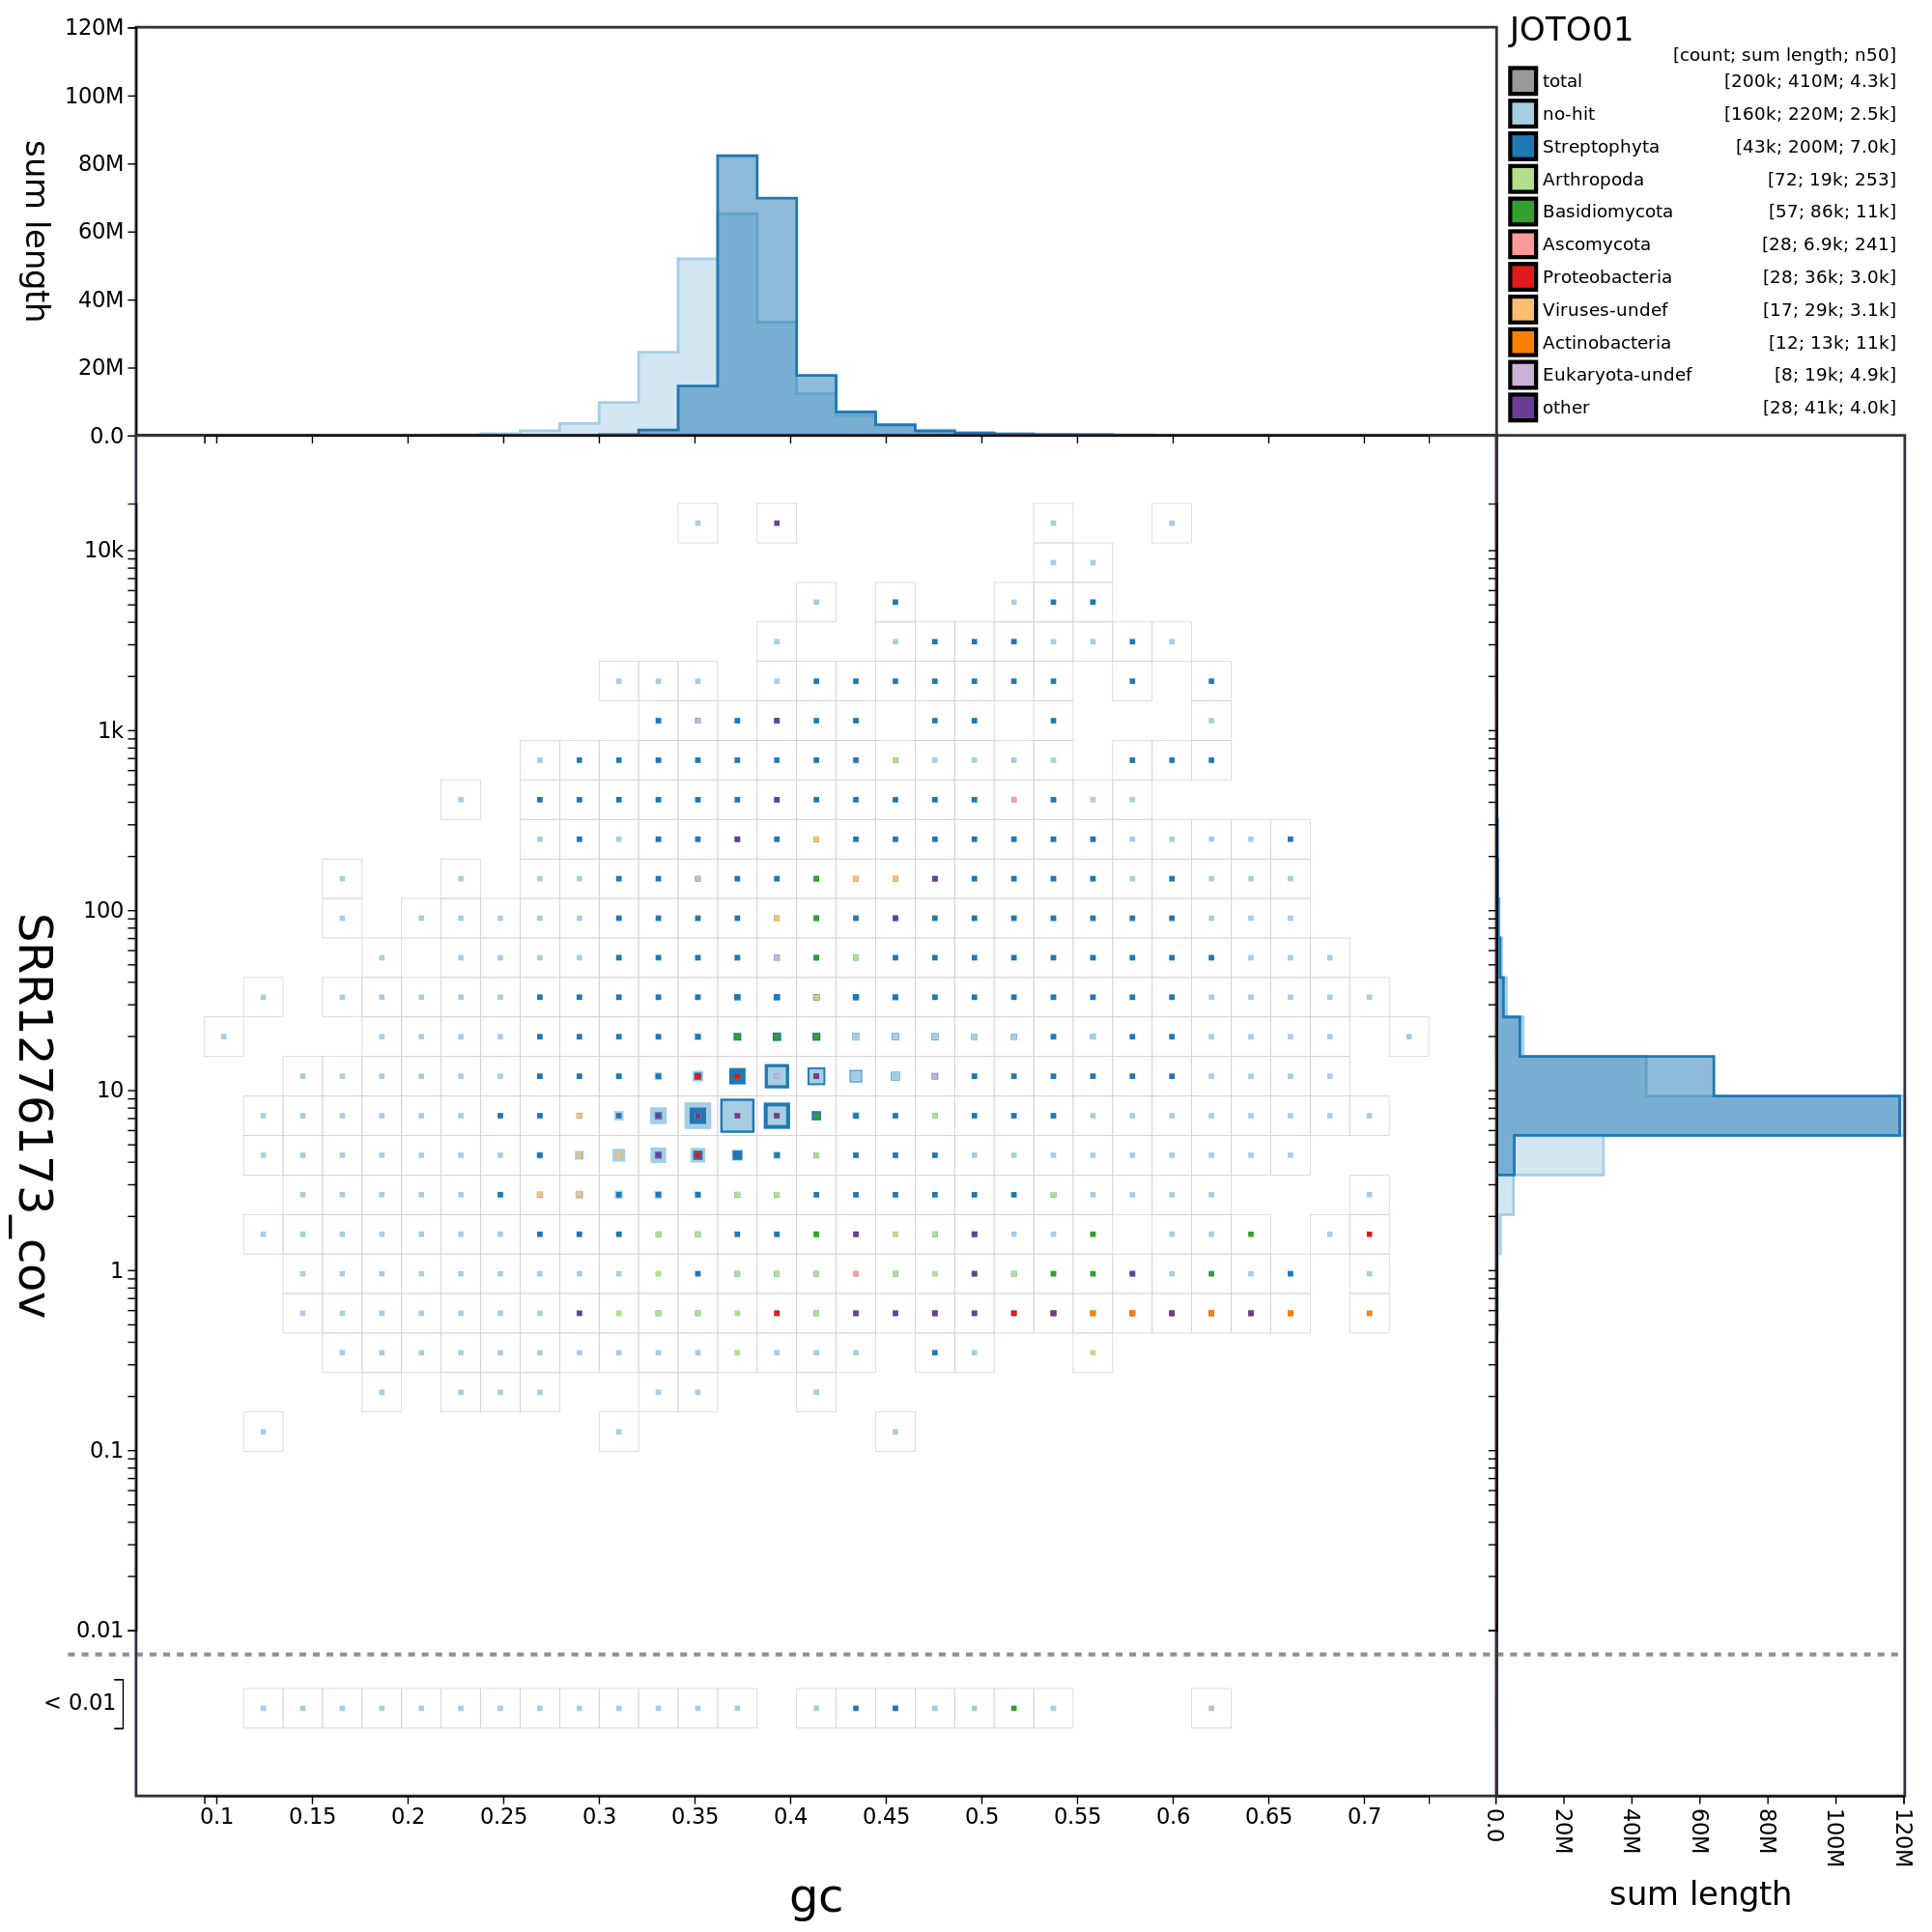 120M
100M
80M
60M
40M
20M
0.0
sum length
JOTO01
[count; sum length; n50]
total [200k; 410M; 4.3k]
no-hit [160k; 220M; 2.5k]
Streptophyta [43k; 200M; 7.0k]
Arthropoda [72; 19k; 253]
Basidiomycota [57; 86k; 11k]
Ascomycota [28; 6.9k; 241]
Proteobacteria [28; 36k; 3.0k]
Viruses-undef [17; 29k; 3.1k]
Actinobacteria [12; 13k; 11k]
Eukaryota-undef [8; 19k; 4.9k]
other [28; 41k; 4.0k]
10k
1k
100
10
1
0.1
0.01
< 0.01
SRR1276173_cov
0.1 0.15 0.2 0.25 0.3 0.35 0.4 0.45 0.5 0.55 0.6 0.65 0.7
gc
0.0 20M 40M 60M 80M 100M 120M
sum length